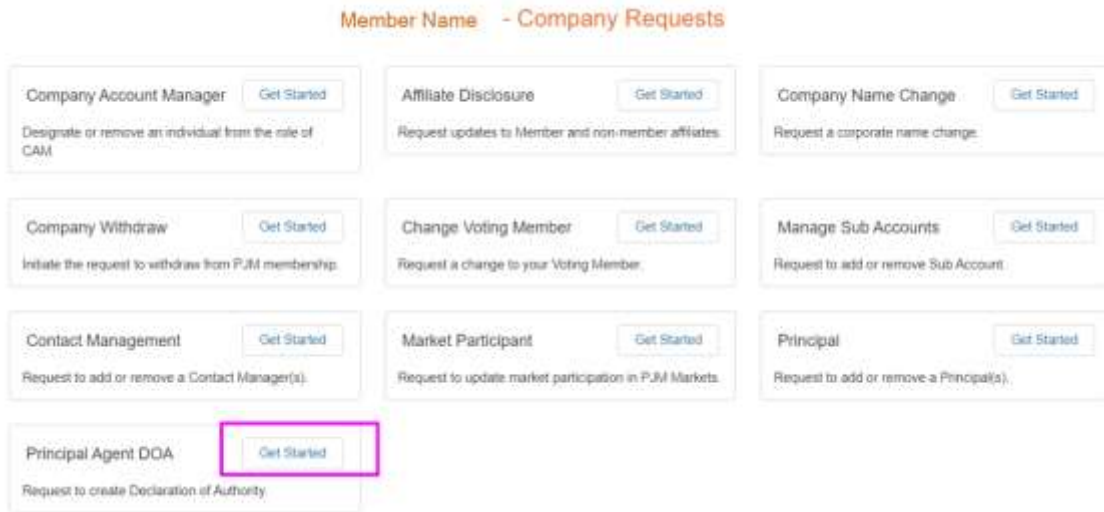 Member Name - Company Requests
Company Account Manager Get Started
Designate or remove an individual from the role of
CAM
Affiliate Disclosure Get Started
Request updates to Member and non-member affiliates.
Company Name Change Get Started
Request a corporate name change.
Company Withdraw Get Started
Initiate the request to withdraw from PJM membership.
Change Voting Member Get Started
Request a change to your Voting Member.
Manage Sub Accounts Get Started
Request to add or remove Sub Account
Contact Management Get Started
Request to add or remove a Contact Manager(s).
Market Participant Get Started
Request to update market participation in PJM Markets.
Principal Get Started
Request to add or remove a Principal(s).
Principal Agent DOA Get Started
Request to create Declaration of Authority.